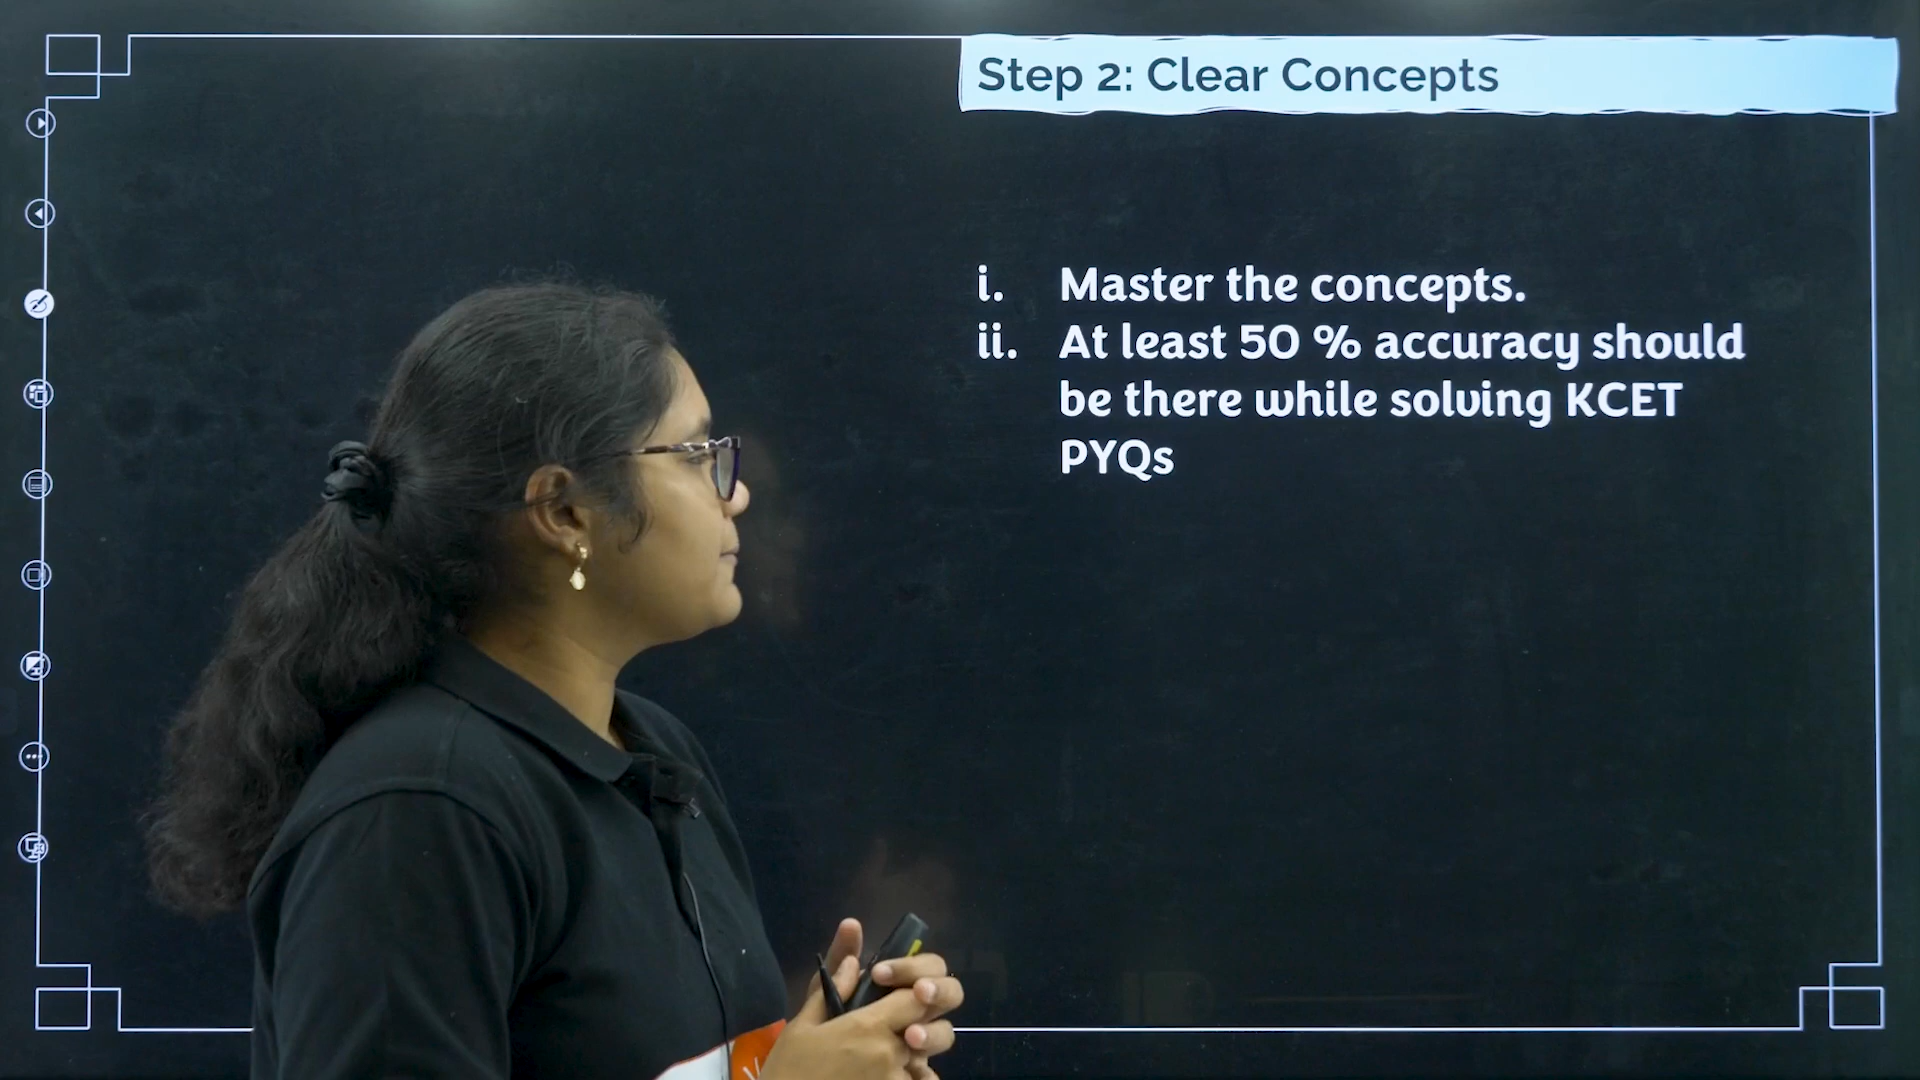 Step 2: Clear Concepts
i. Master the concepts.
ii. At least 50 % accuracy should
be there while solving KCET
PYQs